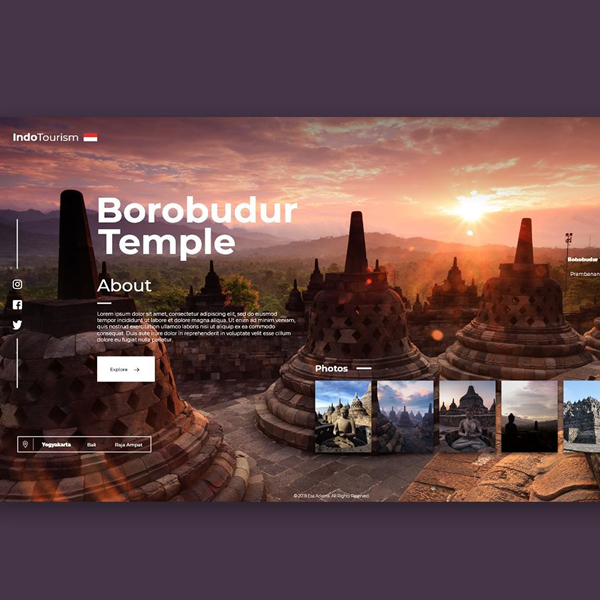 IndoTourism
Borobudur
Temple
About
Lorem ipsum dolor sit amet, consectetur adipiscing elit, sed do eiusmod
tempor incididunt ut labore et dolore magna aliqua. Ut enim ad minim veniam,
quis nostrud exercitation ullamco laboris nisi ut aliquip ex ea commodo
consequat. Duis aute irure dolor in reprehenderit in voluptate velit esse cillum
dolore eu fugiat nulla pariatur.
Explore
Borobudur
Prambanan
Photos
Yogyakarta Bali Raja Ampat
All Rights Reserved